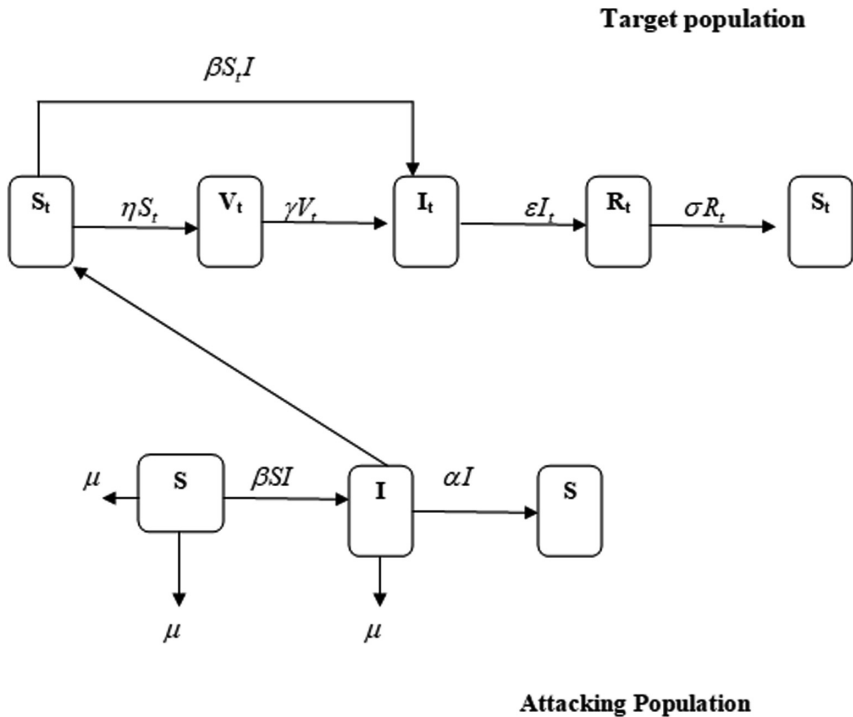 Target population
βS_tI
S_t ηS_t V_t γV_t I_t εI_t R_t σR_t S_t
μ S βSI I αI S
μ μ
Attacking Population